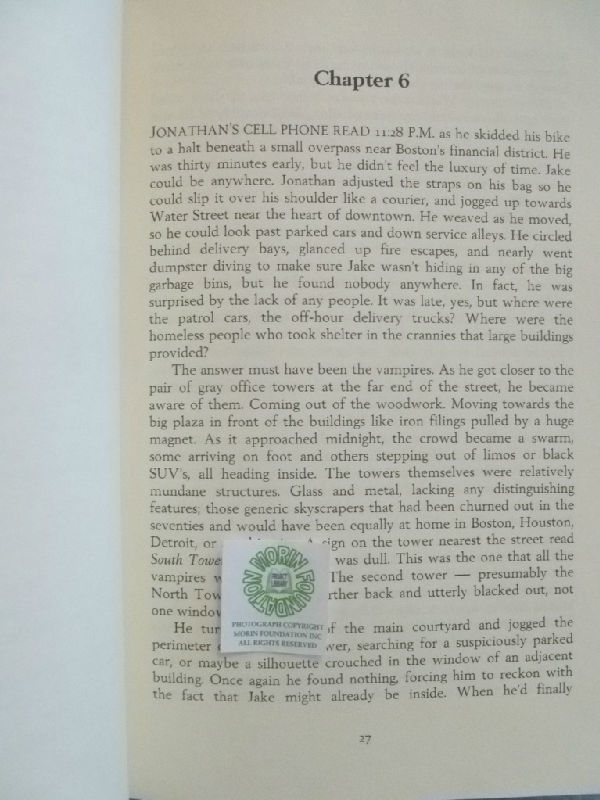 Chapter 6
JONATHAN'S CELL PHONE READ 11:28 P.M. as he skidded his bike
to a halt beneath a small overpass near Boston's financial district. He
was thirty minutes early, but he didn't feel the luxury of time. Jake
could be anywhere. Jonathan adjusted the straps on his bag so he
could slip it over his shoulder like a courier, and jogged up towards
Water Street near the heart of downtown. He weaved as he moved,
so he could look past parked cars and down service alleys. He circled
behind delivery bays, glanced up fire escapes, and nearly went
dumpster diving to make sure Jake wasn't hiding in any of the big
garbage bins, but he found nobody anywhere. In fact, he was
surprised by the lack of any people. It was late, yes, but where were
the patrol cars, the off-hour delivery trucks? Where were the
homeless people who took shelter in the crannies that large buildings
provided?
The answer must have been the vampires. As he got closer to the
pair of gray office towers at the far end of the street, he became
aware of them. Coming out of the woodwork. Moving towards the
big plaza in front of the buildings like iron filings pulled by a huge
magnet. As it approached midnight, the crowd became a swarm,
some arriving on foot and others stepping out of limos or black
SUV's, all heading inside. The towers themselves were relatively
mundane structures. Glass and metal, lacking any distinguishing
features; those generic skyscrapers that had been churned out in the
seventies and would have been equally at home in Boston, Houston,
Detroit, or sign on the tower nearest the street read
South Tower was dull. This was the one that all the
vampires The second tower — presumably the
North back and utterly blacked out, not
one
He of the main courtyard and jogged the
perimeter searching for a suspiciously parked
car, or maybe a silhouette crouched in the window of an adjacent
building. Once again he found nothing, forcing him to reckon with
the fact that Jake might already be inside. When he'd finally
MORIN FOUNDATION
PROJECT
LIBRARY
PHOTOGRAPH COPYRIGHT
MORIN FOUNDATION INC
ALL RIGHTS RESERVED
27